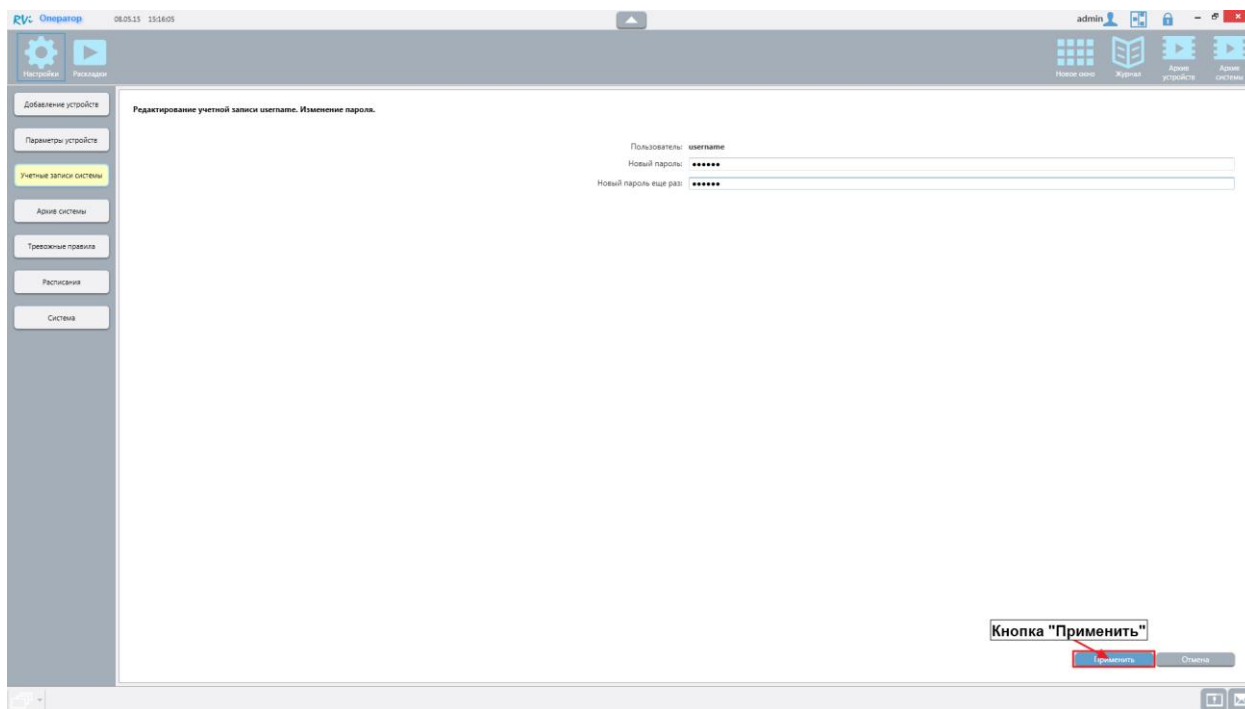 RVi Оператор 08.05.15 15:16:05 admin
Настройки Раскладки Новое окно Журнал Архив устройств Архив системы
Добавление устройств
Редактирование учетной записи username. Изменение пароля.
Параметры устройств
Пользователь: username
Новый пароль: ●●●●●●
Учетные записи системы
Новый пароль еще раз: ●●●●●●
Архив системы
Тревожные правила
Расписания
Система
Кнопка "Применить"
Применить Отмена